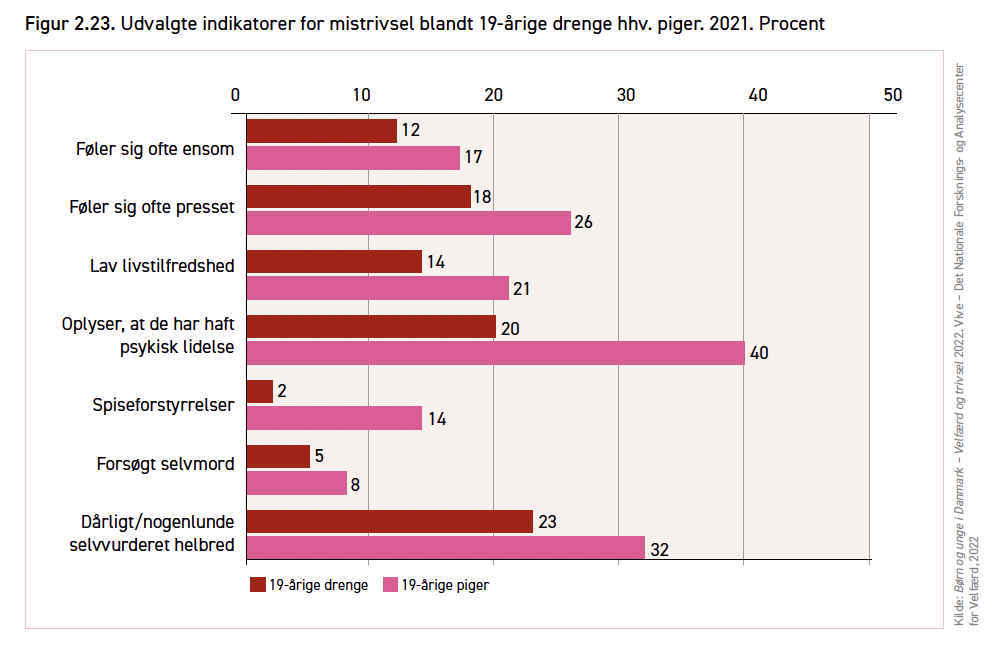 Figur 2.23. Udvalgte indikatorer for mistrivsel blandt 19-årige drenge hhv. piger. 2021. Procent
0 10 20 30 40 50
Føler sig ofte ensom
12
17
Føler sig ofte presset
18
26
Lav livstilfredshed
14
21
Oplyser, at de har haft
psykisk lidelse
20
40
Spiseforstyrrelser
2
14
Forsøgt selvmord
5
8
Dårligt/nogenlunde
selvvurderet helbred
23
32
19-årige drenge 19-årige piger
Kilde: Børn og unge i Danmark – Velfærd og trivsel 2022. Vive – Det Nationale Forsknings- og Analysecenter
for Velfærd, 2022